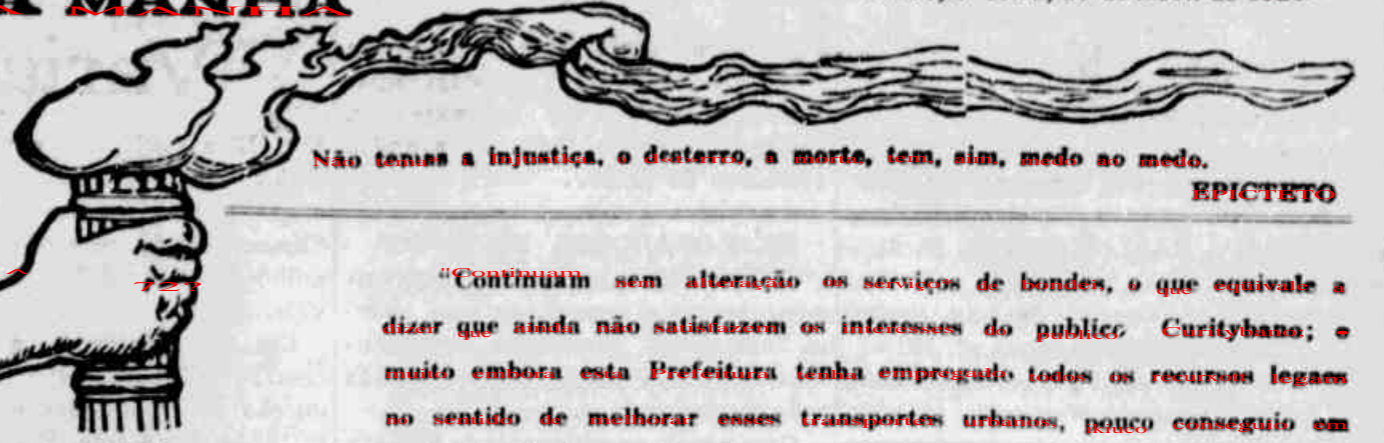 A MANHA
Não temas a injustiça, o desterro, a morte, tem, sim, medo ao medo.
EPICTETO
"Continuam sem alteração os serviços de bondes, o que equivale a
dizer que ainda não satisfazem os interesses do publico Curitybano; e
muito embora esta Prefeitura tenha empregado todos os recursos legaes
no sentido de melhorar esses transportes urbanos, pouco conseguio em